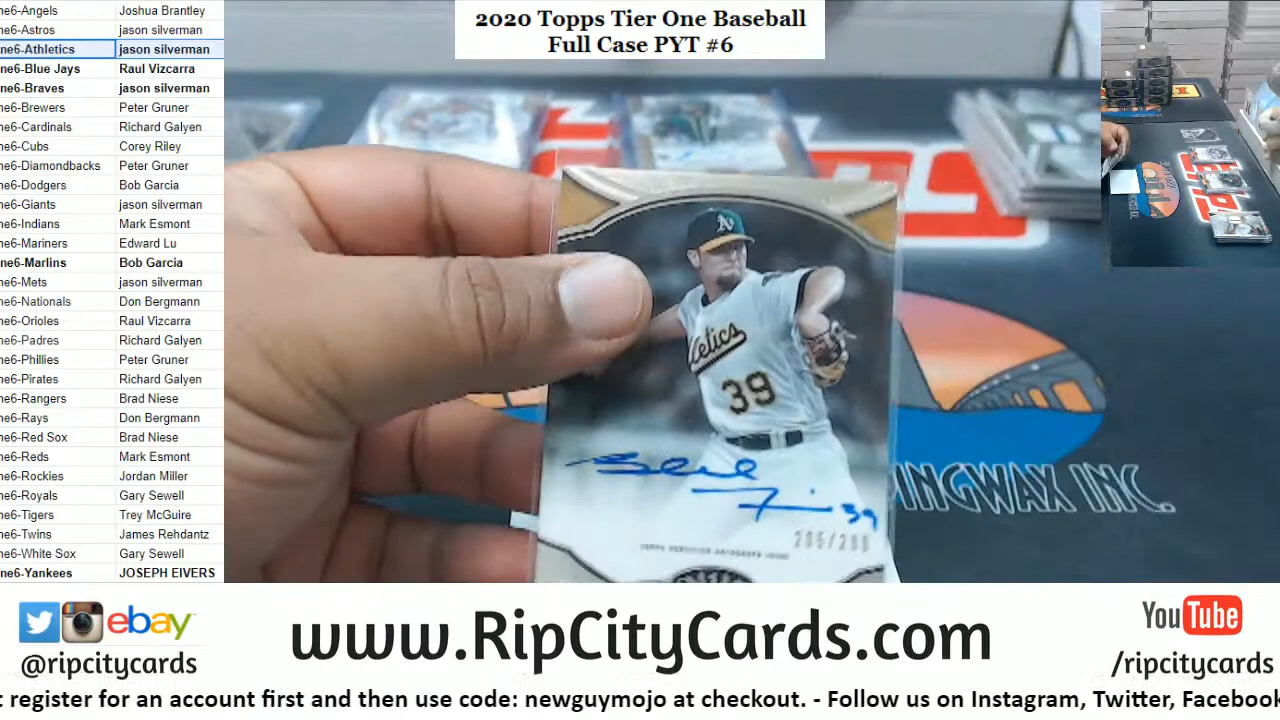 2020 Topps Tier One Baseball
Full Case PYT #6
ne6-Angels Joshua Brantley
ne6-Astros jason silverman
ne6-Athletics jason silverman
ne6-Blue Jays Raul Vizcarra
ne6-Braves jason silverman
ne6-Brewers Peter Gruner
ne6-Cardinals Richard Galyen
ne6-Cubs Corey Riley
ne6-Diamondbacks Peter Gruner
ne6-Dodgers Bob Garcia
ne6-Giants jason silverman
ne6-Indians Mark Esmont
ne6-Mariners Edward Lu
ne6-Marlins Bob Garcia
ne6-Mets jason silverman
ne6-Nationals Don Bergmann
ne6-Orioles Raul Vizcarra
ne6-Padres Richard Galyen
ne6-Phillies Peter Gruner
ne6-Pirates Richard Galyen
ne6-Rangers Brad Niese
ne6-Rays Don Bergmann
ne6-Red Sox Brad Niese
ne6-Reds Mark Esmont
ne6-Rockies Jordan Miller
ne6-Royals Gary Sewell
ne6-Tigers Trey McGuire
ne6-Twins James Rehdantz
ne6-White Sox Gary Sewell
ne6-Yankees JOSEPH EIVERS
letics
39
39
INGWAX INC.
ebay
@ripcitycards
www.RipCityCards.com
YouTube
/ripcitycards
t register for an account first and then use code: newguymojo at checkout. - Follow us on Instagram, Twitter, Facebook